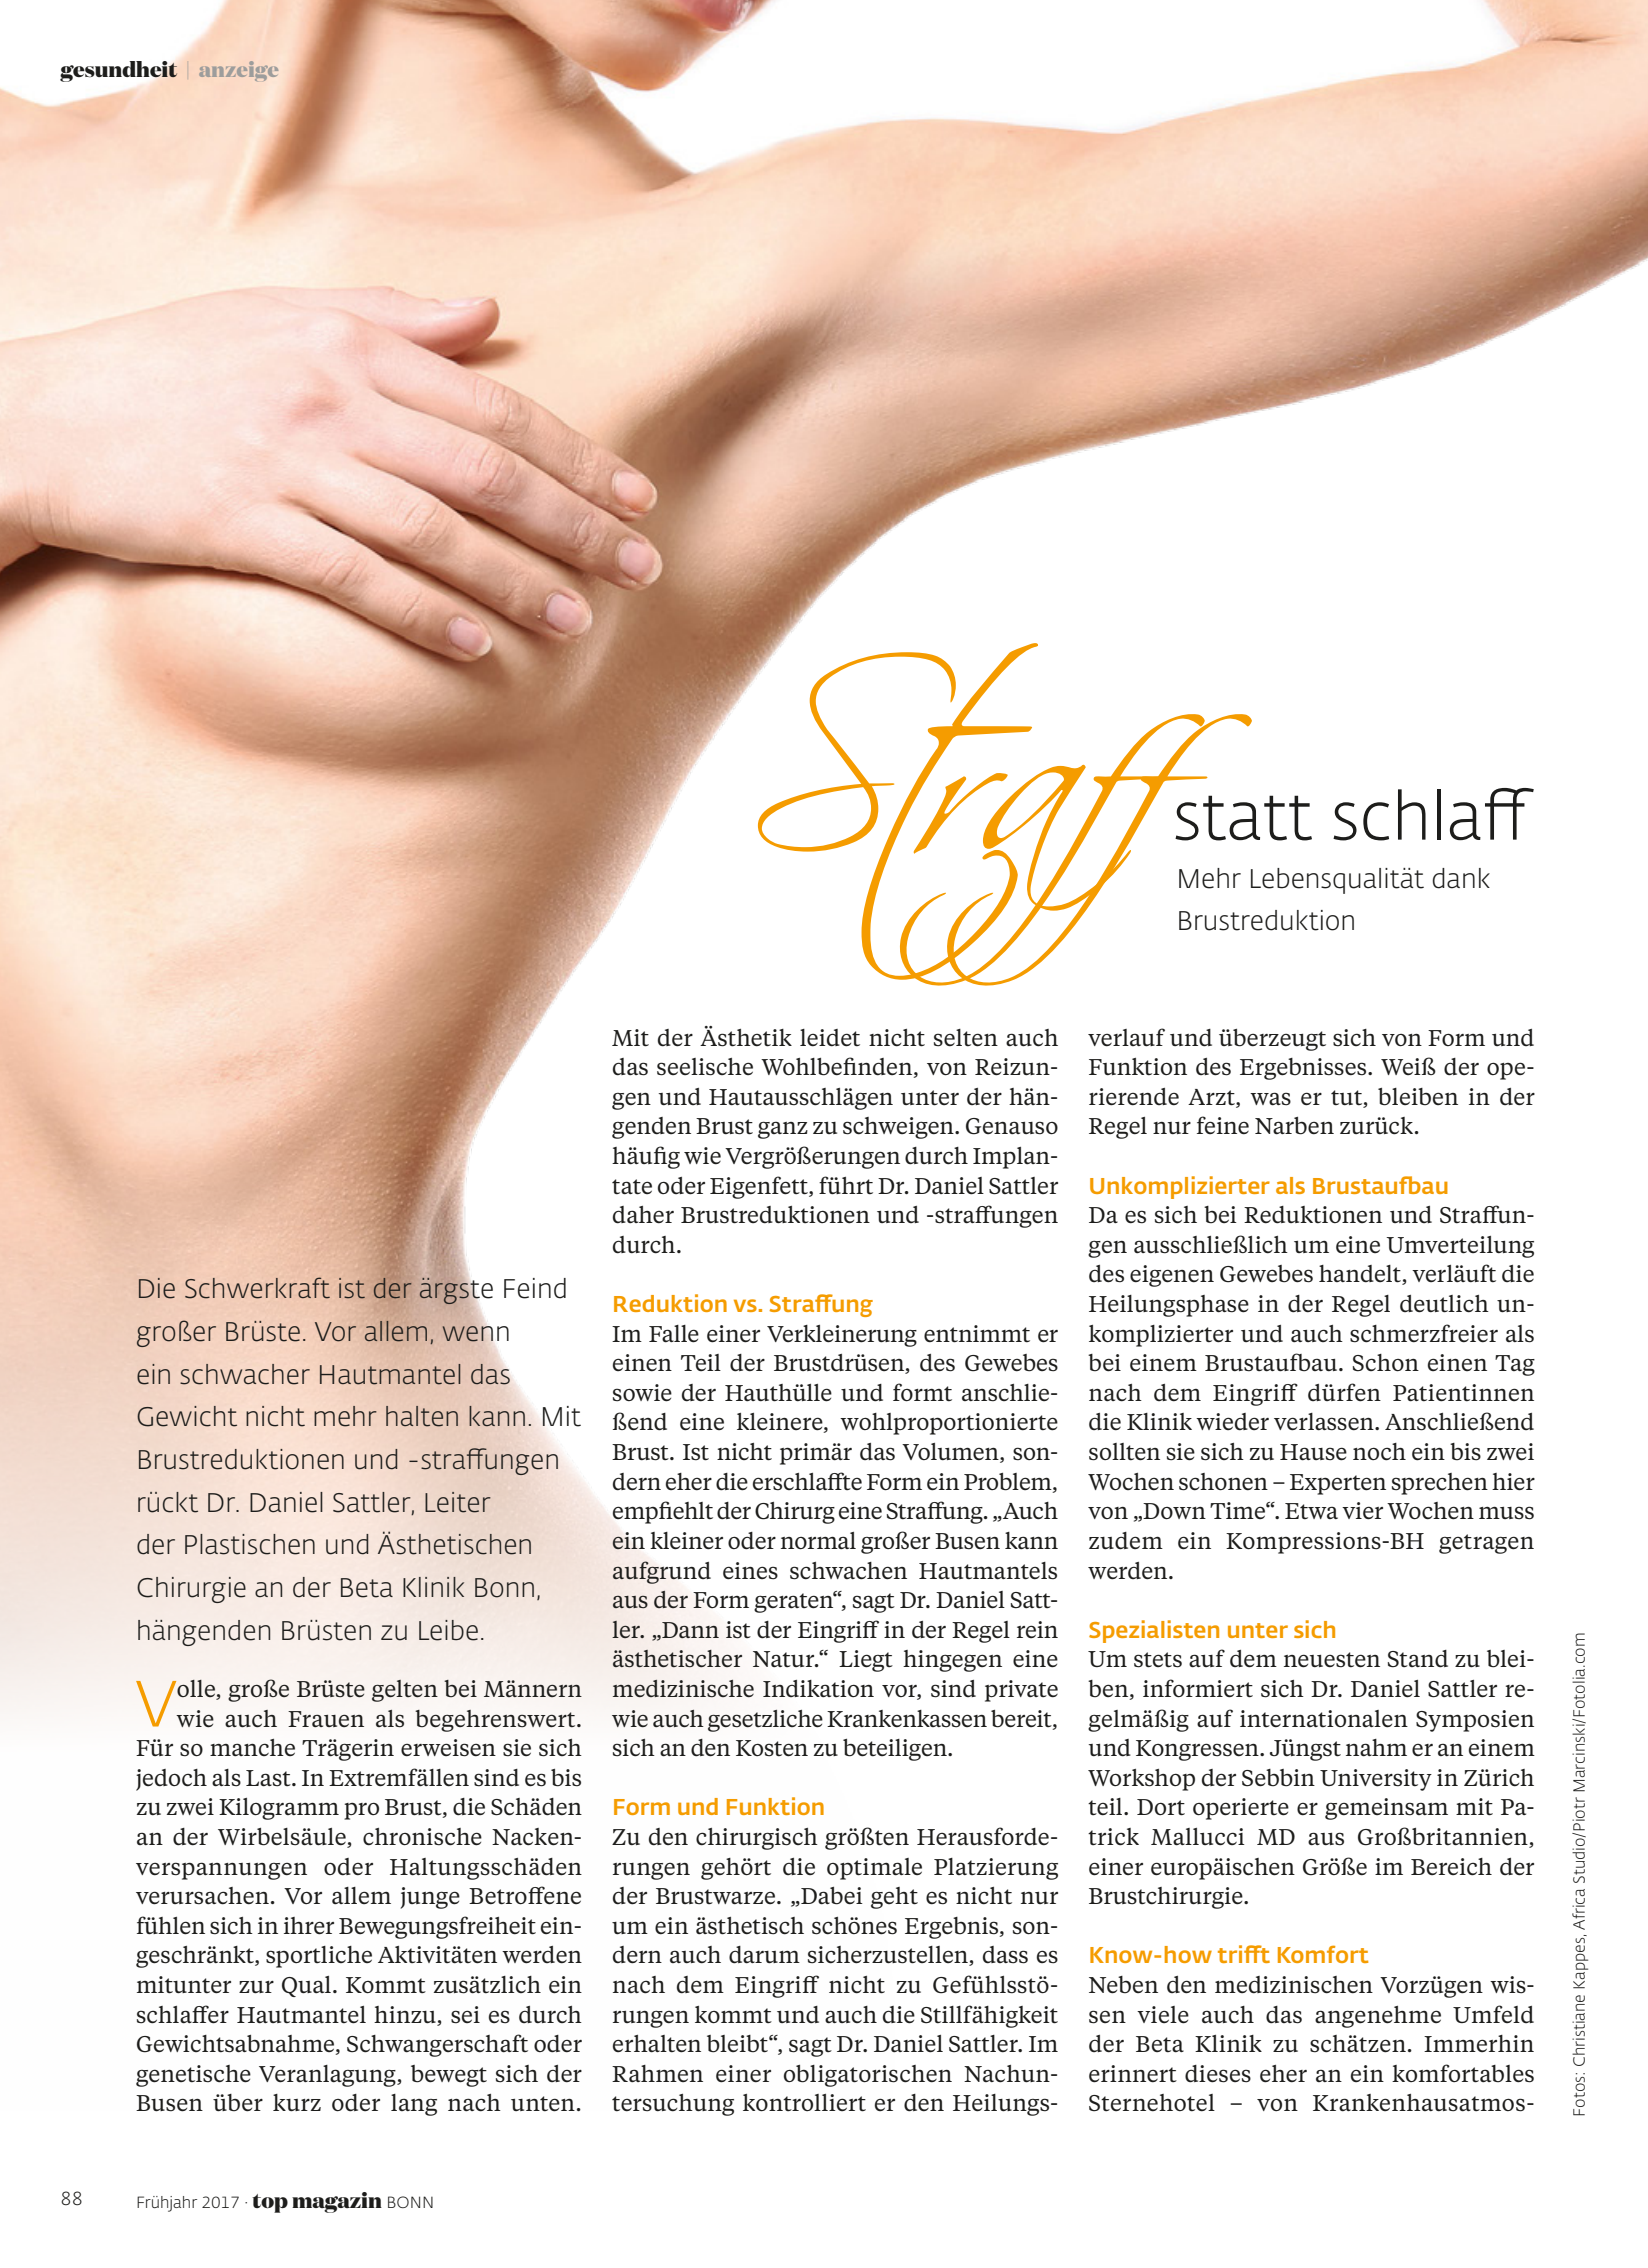 gesundheit | anzeige
Straff
statt schlaff
Mehr Lebensqualität dank
Brustreduktion
Die Schwerkraft ist der ärgste Feind
großer Brüste. Vor allem, wenn
ein schwacher Hautmantel das
Gewicht nicht mehr halten kann. Mit
Brustreduktionen und -straffungen
rückt Dr. Daniel Sattler, Leiter
der Plastischen und Ästhetischen
Chirurgie an der Beta Klinik Bonn,
hängenden Brüsten zu Leibe.
Volle, große Brüste gelten bei Männern
wie auch Frauen als begehrenswert.
Für so manche Trägerin erweisen sie sich
jedoch als Last. In Extremfällen sind es bis
zu zwei Kilogramm pro Brust, die Schäden
an der Wirbelsäule, chronische Nacken-
verspannungen oder Haltungsschäden
verursachen. Vor allem junge Betroffene
fühlen sich in ihrer Bewegungsfreiheit ein-
geschränkt, sportliche Aktivitäten werden
mitunter zur Qual. Kommt zusätzlich ein
schlaffer Hautmantel hinzu, sei es durch
Gewichtsabnahme, Schwangerschaft oder
genetische Veranlagung, bewegt sich der
Busen über kurz oder lang nach unten.
Mit der Ästhetik leidet nicht selten auch
das seelische Wohlbefinden, von Reizun-
gen und Hautausschlägen unter der hän-
genden Brust ganz zu schweigen. Genauso
häufig wie Vergrößerungen durch Implan-
tate oder Eigenfett, führt Dr. Daniel Sattler
daher Brustreduktionen und -straffungen
durch.
Reduktion vs. Straffung
Im Falle einer Verkleinerung entnimmt er
einen Teil der Brustdrüsen, des Gewebes
sowie der Hauthülle und formt anschlie-
ßend eine kleinere, wohlproportionierte
Brust. Ist nicht primär das Volumen, son-
dern eher die erschlaffte Form ein Problem,
empfiehlt der Chirurg eine Straffung. „Auch
ein kleiner oder normal großer Busen kann
aufgrund eines schwachen Hautmantels
aus der Form geraten“, sagt Dr. Daniel Satt-
ler. „Dann ist der Eingriff in der Regel rein
ästhetischer Natur.“ Liegt hingegen eine
medizinische Indikation vor, sind private
wie auch gesetzliche Krankenkassen bereit,
sich an den Kosten zu beteiligen.
Form und Funktion
Zu den chirurgisch größten Herausforde-
rungen gehört die optimale Platzierung
der Brustwarze. „Dabei geht es nicht nur
um ein ästhetisch schönes Ergebnis, son-
dern auch darum sicherzustellen, dass es
nach dem Eingriff nicht zu Gefühlsstö-
rungen kommt und auch die Stillfähigkeit
erhalten bleibt“, sagt Dr. Daniel Sattler. Im
Rahmen einer obligatorischen Nachun-
tersuchung kontrolliert er den Heilungs-
verlauf und überzeugt sich von Form und
Funktion des Ergebnisses. Weiß der ope-
rierende Arzt, was er tut, bleiben in der
Regel nur feine Narben zurück.
Unkomplizierter als Brustaufbau
Da es sich bei Reduktionen und Straffun-
gen ausschließlich um eine Umverteilung
des eigenen Gewebes handelt, verläuft die
Heilungsphase in der Regel deutlich un-
komplizierter und auch schmerzfreier als
bei einem Brustaufbau. Schon einen Tag
nach dem Eingriff dürfen Patientinnen
die Klinik wieder verlassen. Anschließend
sollten sie sich zu Hause noch ein bis zwei
Wochen schonen – Experten sprechen hier
von „Down Time“. Etwa vier Wochen muss
zudem ein Kompressions-BH getragen
werden.
Spezialisten unter sich
Um stets auf dem neuesten Stand zu blei-
ben, informiert sich Dr. Daniel Sattler re-
gelmäßig auf internationalen Symposien
und Kongressen. Jüngst nahm er an einem
Workshop der Sebbin University in Zürich
teil. Dort operierte er gemeinsam mit Pa-
trick Mallucci MD aus Großbritannien,
einer europäischen Größe im Bereich der
Brustchirurgie.
Know-how trifft Komfort
Neben den medizinischen Vorzügen wis-
sen viele auch das angenehme Umfeld
der Beta Klinik zu schätzen. Immerhin
erinnert dieses eher an ein komfortables
Sternehotel – von Krankenhausatmos-
Fotos: Christiane Kappes, Africa Studio/Piotr Marcinski/Fotolia.com
88
Frühjahr 2017 · top magazin BONN